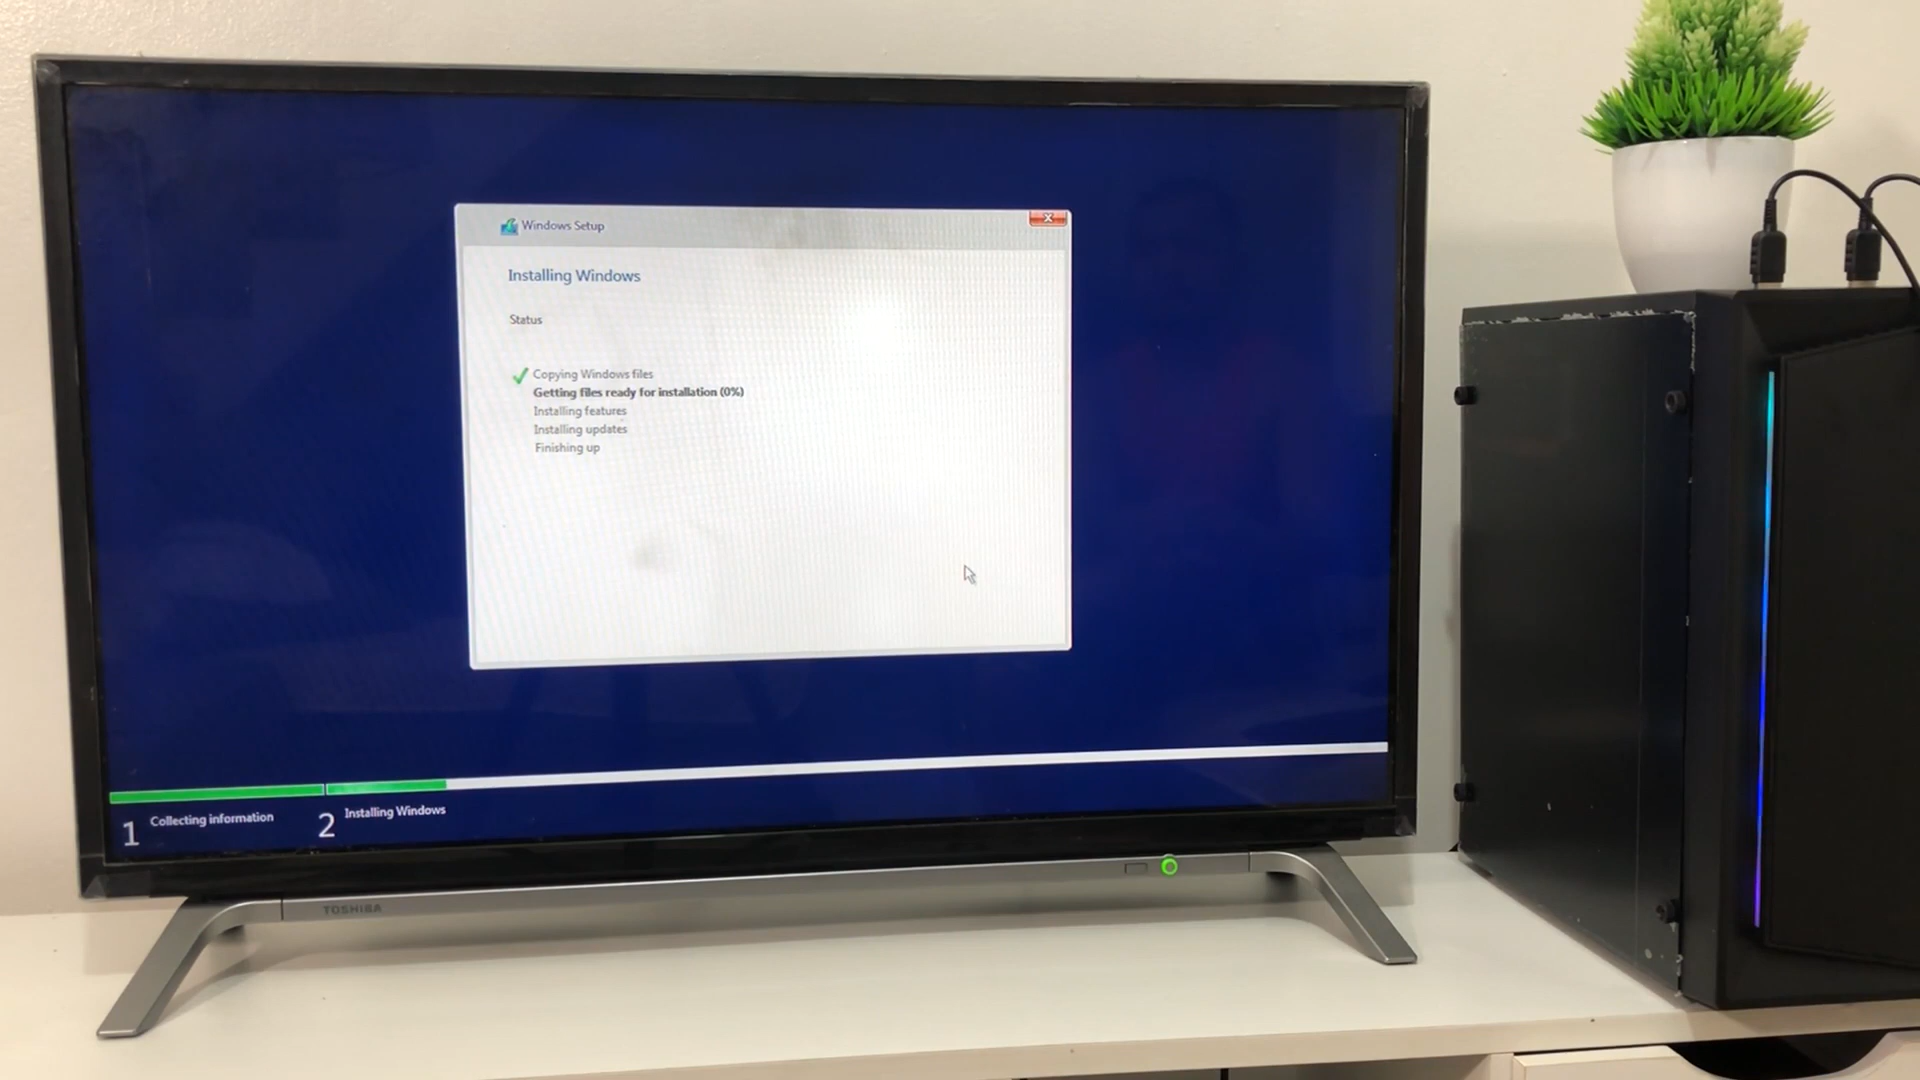 Windows Setup
Installing Windows
Status
Copying Windows files
Getting files ready for installation (0%)
Installing features
Installing updates
Finishing up
1 Collecting information
2 Installing Windows
TOSHIBA